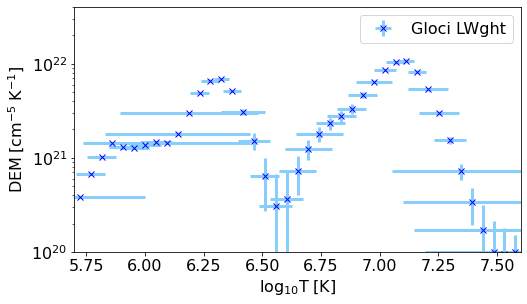 Gloci LWght
DEM [cm⁻⁵ K⁻¹]
10²²
10²¹
10²⁰
5.75 6.00 6.25 6.50 6.75 7.00 7.25 7.50
log₁₀T [K]